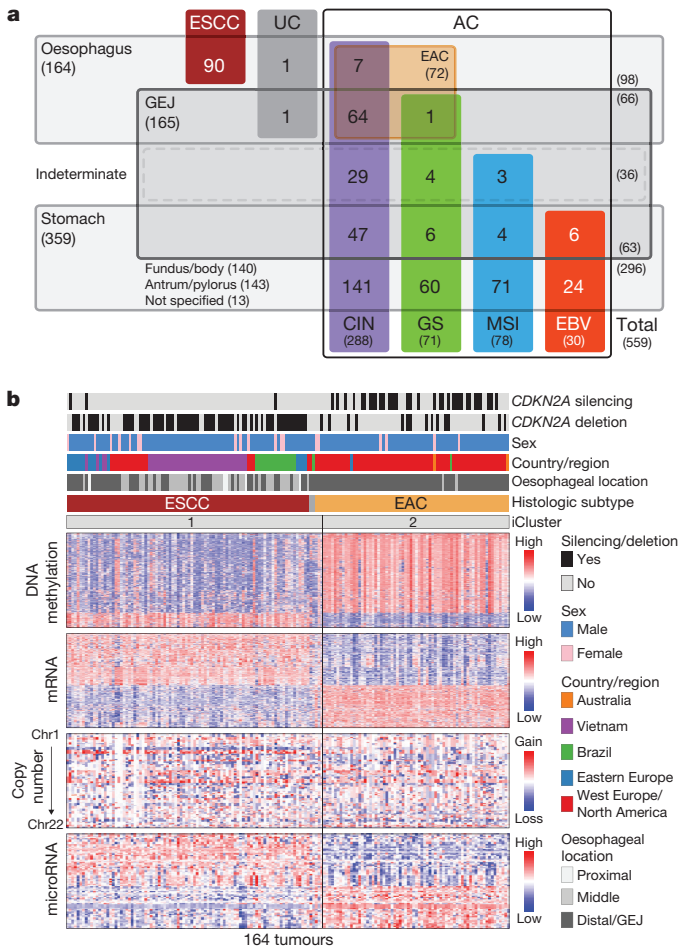 a
ESCC UC AC
Oesophagus
(164)
90 1 7 EAC
(72)
(98)
(66)
GEJ
(165)
1 64 1
Indeterminate 29 4 3 (36)
Stomach
(359)
47 6 4 6
(63)
(296)
Fundus/body (140)
Antrum/pylorus (143)
Not specified (13)
141 60 71 24
CIN GS MSI EBV Total
(288) (71) (78) (30) (559)
b
CDKN2A silencing
CDKN2A deletion
Sex
Country/region
Oesophageal location
ESCC EAC Histologic subtype
1 2 iCluster
DNA
methylation
High
Low
mRNA
High
Low
Chr1
Copy
number
Chr22
Gain
Loss
microRNA
High
Low
164 tumours
Silencing/deletion
Yes
No
Sex
Male
Female
Country/region
Australia
Vietnam
Brazil
Eastern Europe
West Europe/
North America
Oesophageal
location
Proximal
Middle
Distal/GEJ